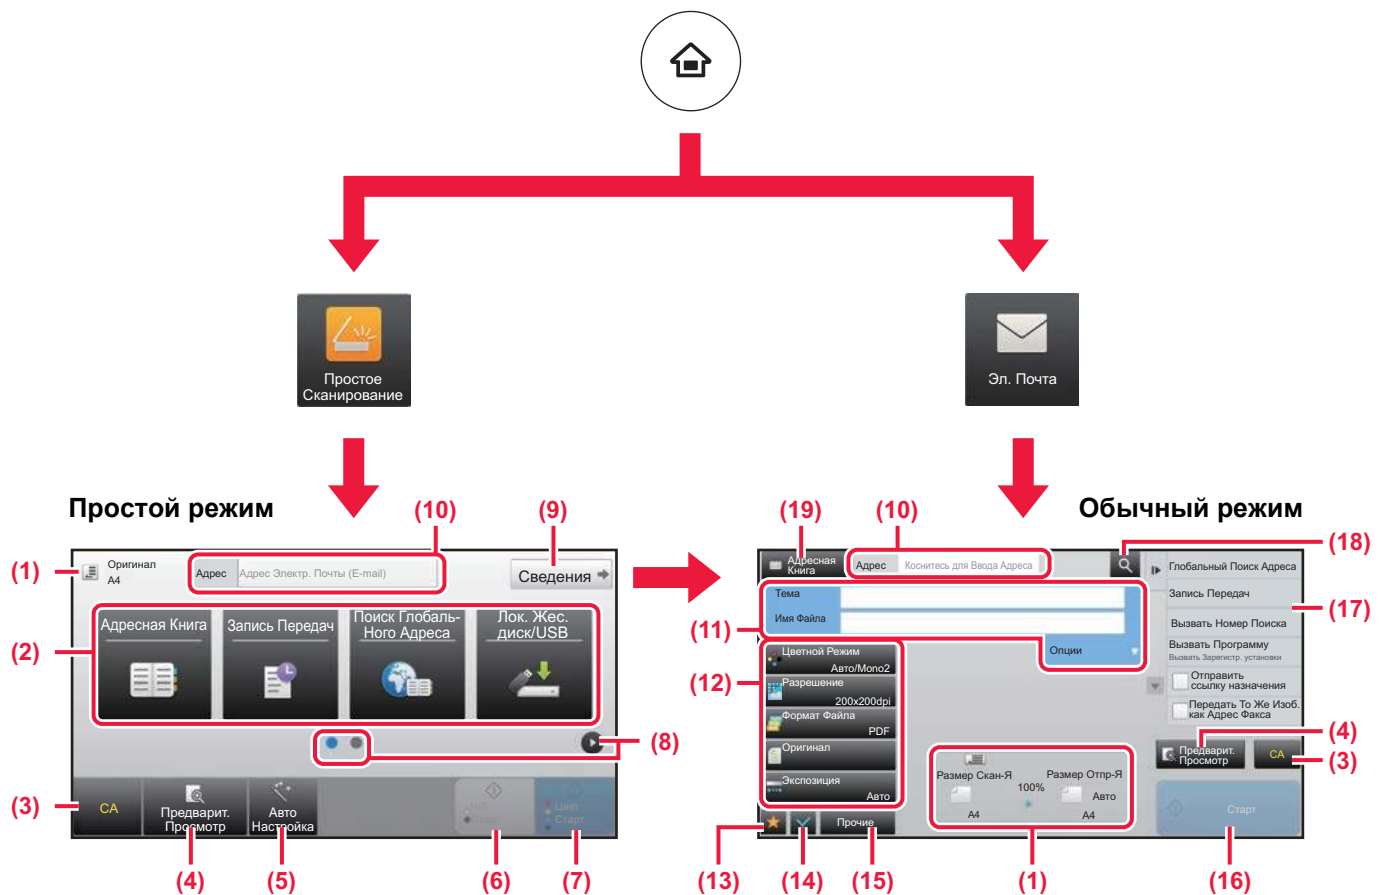 Простое
Сканирование
Эл. Почта
Простой режим
Обычный режим
(10)
(9)
(1)
Оригинал
A4
Адрес
Адрес Электр. Почты (E-mail)
Сведения
(2)
Адресная Книга
Запись Передач
Поиск Глобаль-
Ного Адреса
Лок. Жес.
диск/USB
(8)
(3)
CA
Предварит.
Просмотр
Авто
Настройка
Старт
Цвет
Старт
(4)
(5)
(6)
(7)
(19)
(10)
(18)
Адресная
Книга
Адрес
Коснитесь для Ввода Адреса
Глобальный Поиск Адреса
Тема
Имя Файла
Опции
(11)
Запись Передач
(17)
Вызвать Номер Поиска
Вызвать Программу
Вызвать Зарегистр. установки
Отправить
ссылку назначения
Передать То Же Изоб.
как Адрес Факса
(12)
Цветной Режим
Авто/Mono2
Разрешение
200x200dpi
Формат Файла
PDF
Оригинал
Экспозиция
Авто
(4)
Предварит.
Просмотр
CA
(3)
Размер Скан-Я
100%
Размер Отпр-Я
Авто
A4
A4
Старт
Прочие
(13)
(14)
(15)
(1)
(16)